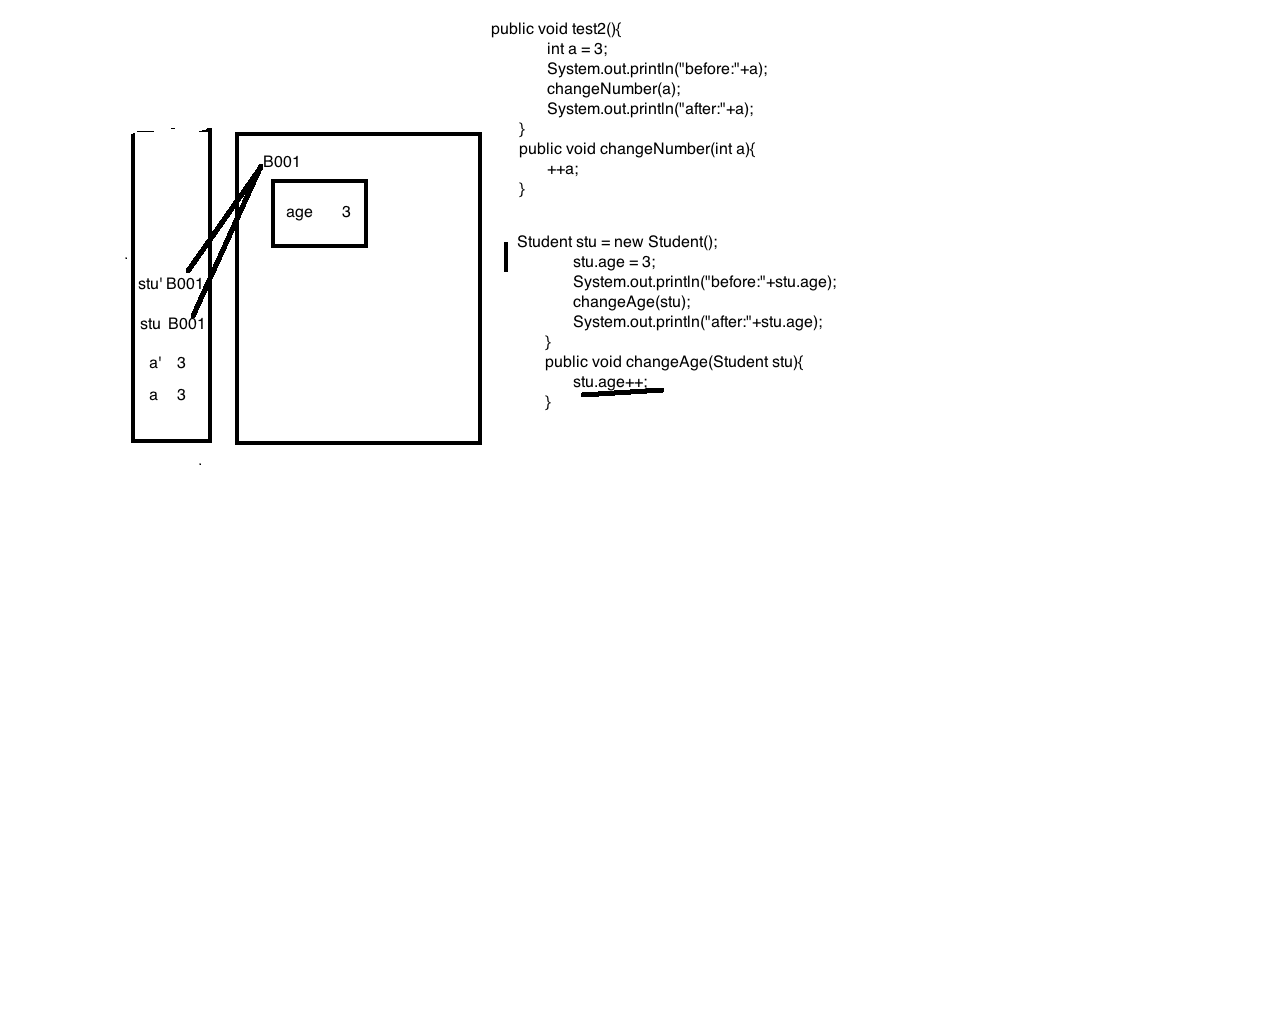 public void test2(){
int a = 3;
System.out.println("before:"+a);
changeNumber(a);
System.out.println("after:"+a);
}
public void changeNumber(int a){
++a;
}
Student stu = new Student();
stu.age = 3;
System.out.println("before:"+stu.age);
changeAge(stu);
System.out.println("after:"+stu.age);
}
public void changeAge(Student stu){
stu.age++;
}
B001
age 3
stu' B001
stu B001
a' 3
a 3